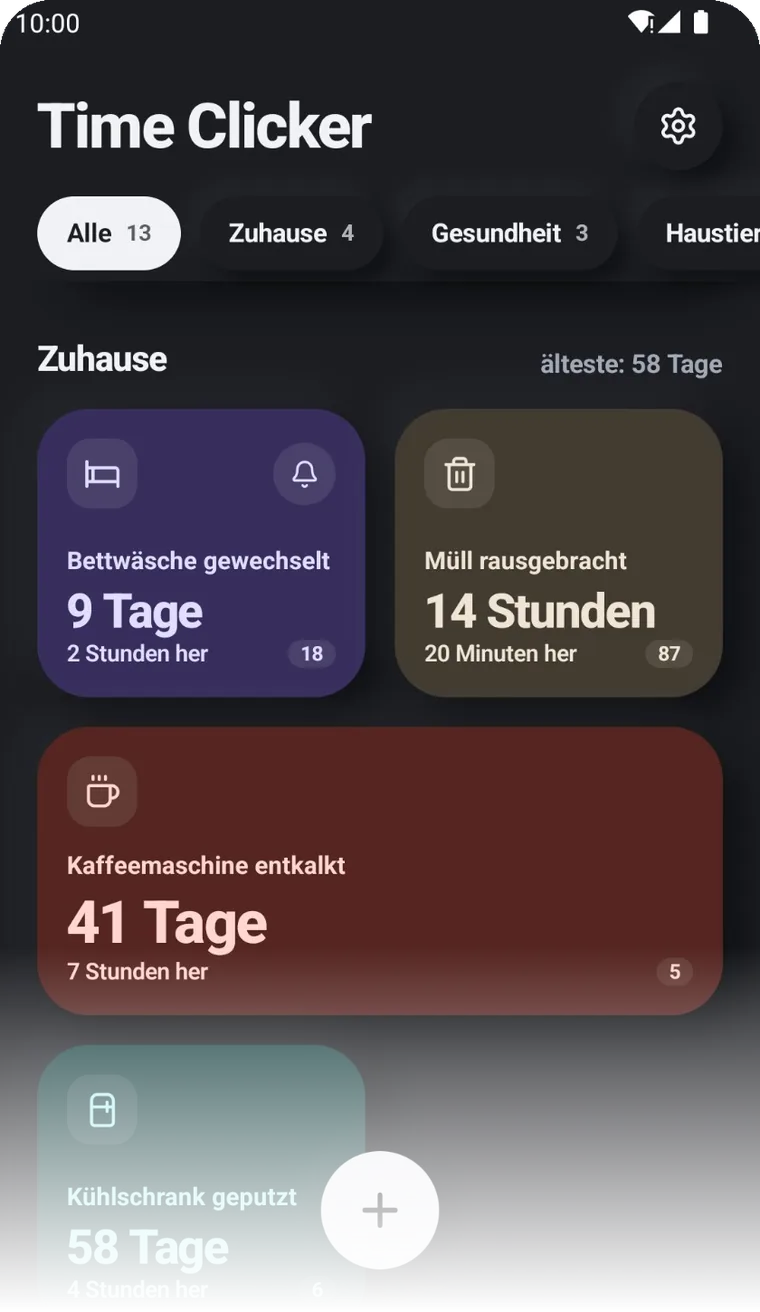 10:00
Time Clicker
Alle 13 Zuhause 4 Gesundheit 3 Haustier
Zuhause
älteste: 58 Tage
Bettwäsche gewechselt
9 Tage
2 Stunden her 18
Müll rausgebracht
14 Stunden
20 Minuten her 87
Kaffeemaschine entkalkt
41 Tage
7 Stunden her 5
Kühlschrank geputzt
58 Tage
4 Stunden her 6